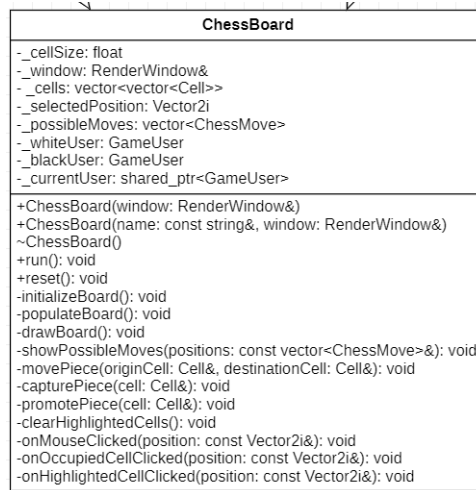 ChessBoard
-_cellSize: float
-_window: RenderWindow&
- _cells: vector<vector<Cell>>
-_selectedPosition: Vector2i
-_possibleMoves: vector<ChessMove>
-_whiteUser: GameUser
-_blackUser: GameUser
-_currentUser: shared_ptr<GameUser>
+ChessBoard(window: RenderWindow&)
+ChessBoard(name: const string&, window: RenderWindow&)
~ChessBoard()
+run(): void
+reset(): void
-initializeBoard(): void
-populateBoard(): void
-drawBoard(): void
-showPossibleMoves(positions: const vector<ChessMove>&): void
-movePiece(originCell: Cell&, destinationCell: Cell&): void
-capturePiece(cell: Cell&): void
-promotePiece(cell: Cell&): void
-clearHighlightedCells(): void
-onMouseClicked(position: const Vector2i&): void
-onOccupiedCellClicked(position: const Vector2i&): void
-onHighlightedCellClicked(position: const Vector2i&): void